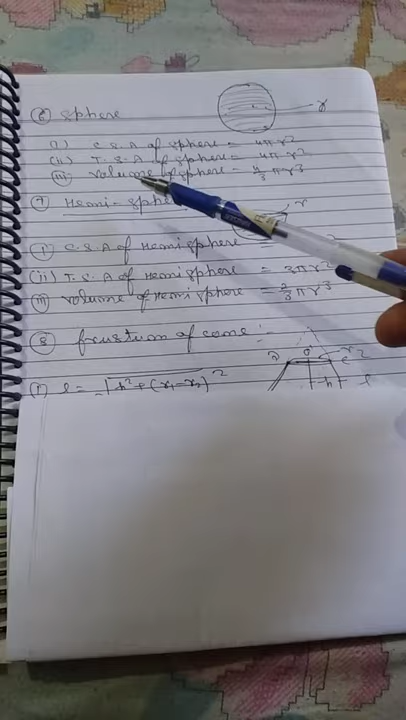 ⑥ Sphere
r
(i) C.S.A of sphere = 4πr²
(ii) T.S.A of sphere = 4πr²
(iii) volume of sphere = 4/3 πr³
⑦ Hemi-sphere
r
(i) C.S.A of Hemisphere =
(ii) T.S.A of Hemisphere = 3πr²
(iii) volume of Hemisphere = 2/3 πr³
⑧ frustum of cone :-
(i) l = √h²+(r₁-r₂)²
h l